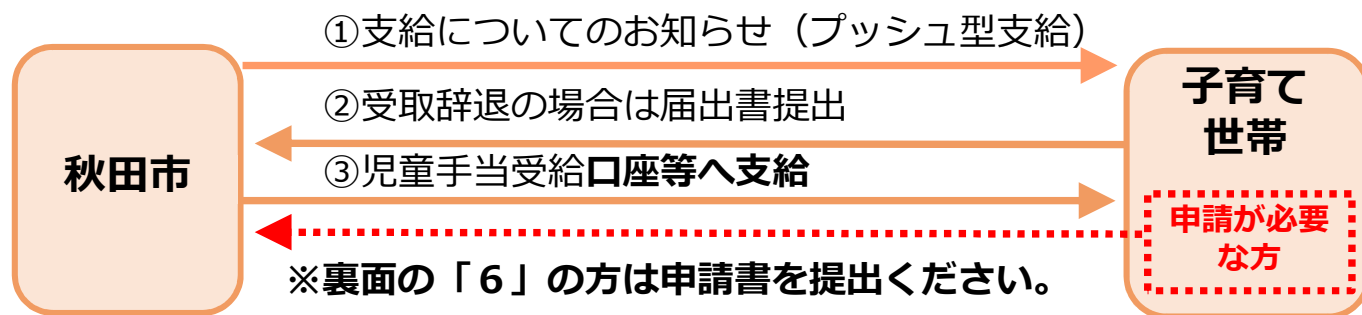 ①支給についてのお知らせ（プッシュ型支給）
②受取辞退の場合は届出書提出
③児童手当受給口座等へ支給
秋田市
子育て
世帯
申請が必要
な方
※裏面の「６」の方は申請書を提出ください。